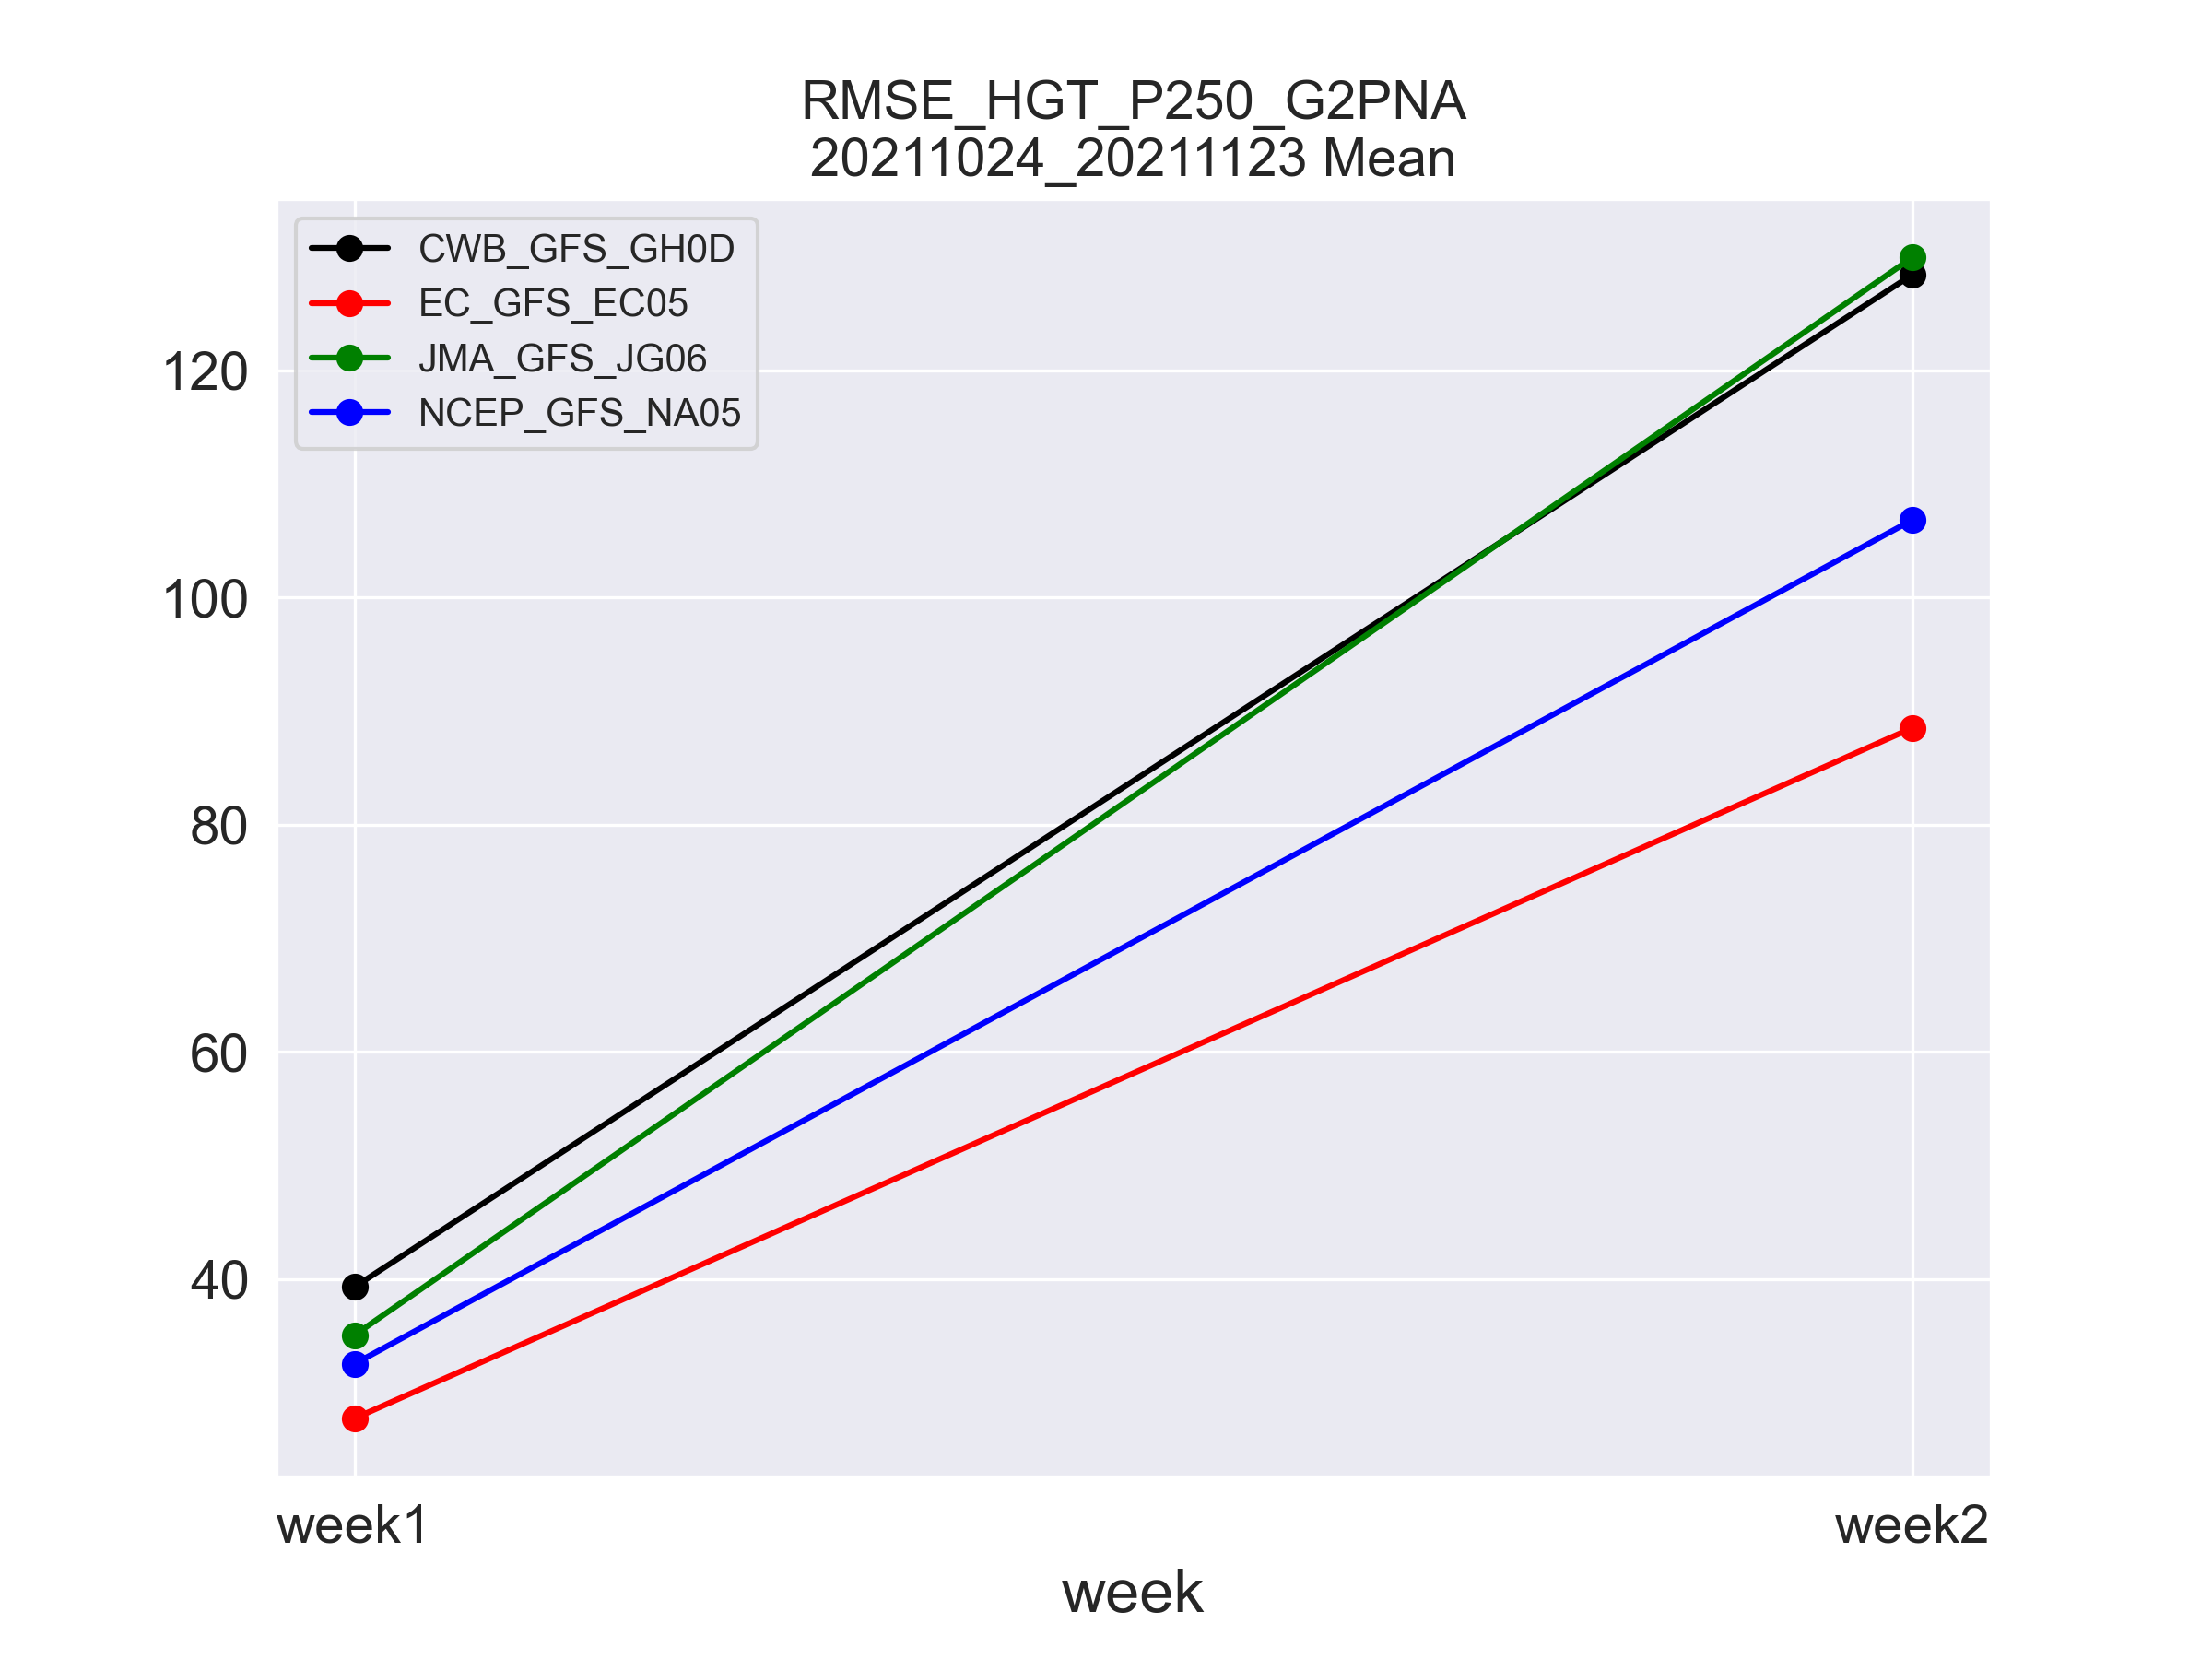 RMSE_HGT_P250_G2PNA
20211024_20211123 Mean
CWB_GFS_GH0D
EC_GFS_EC05
JMA_GFS_JG06
NCEP_GFS_NA05
120
100
80
60
40
week1
week2
week